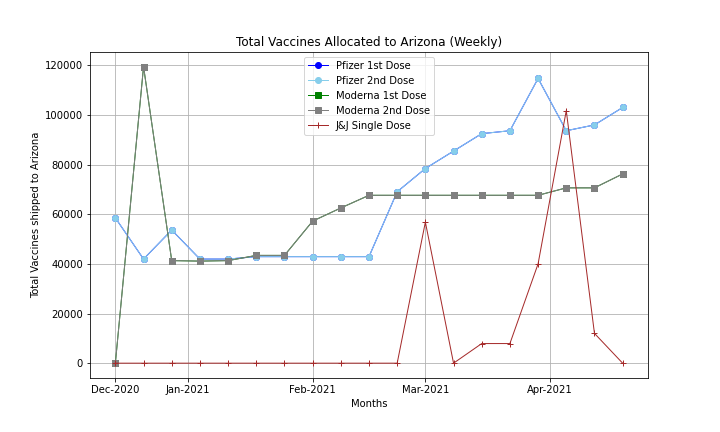 Total Vaccines Allocated to Arizona (Weekly)
Pfizer 1st Dose
Pfizer 2nd Dose
Moderna 1st Dose
Moderna 2nd Dose
J&J Single Dose
Total Vaccines shipped to Arizona
120000
100000
80000
60000
40000
20000
0
Dec-2020 Jan-2021 Feb-2021 Mar-2021 Apr-2021
Months